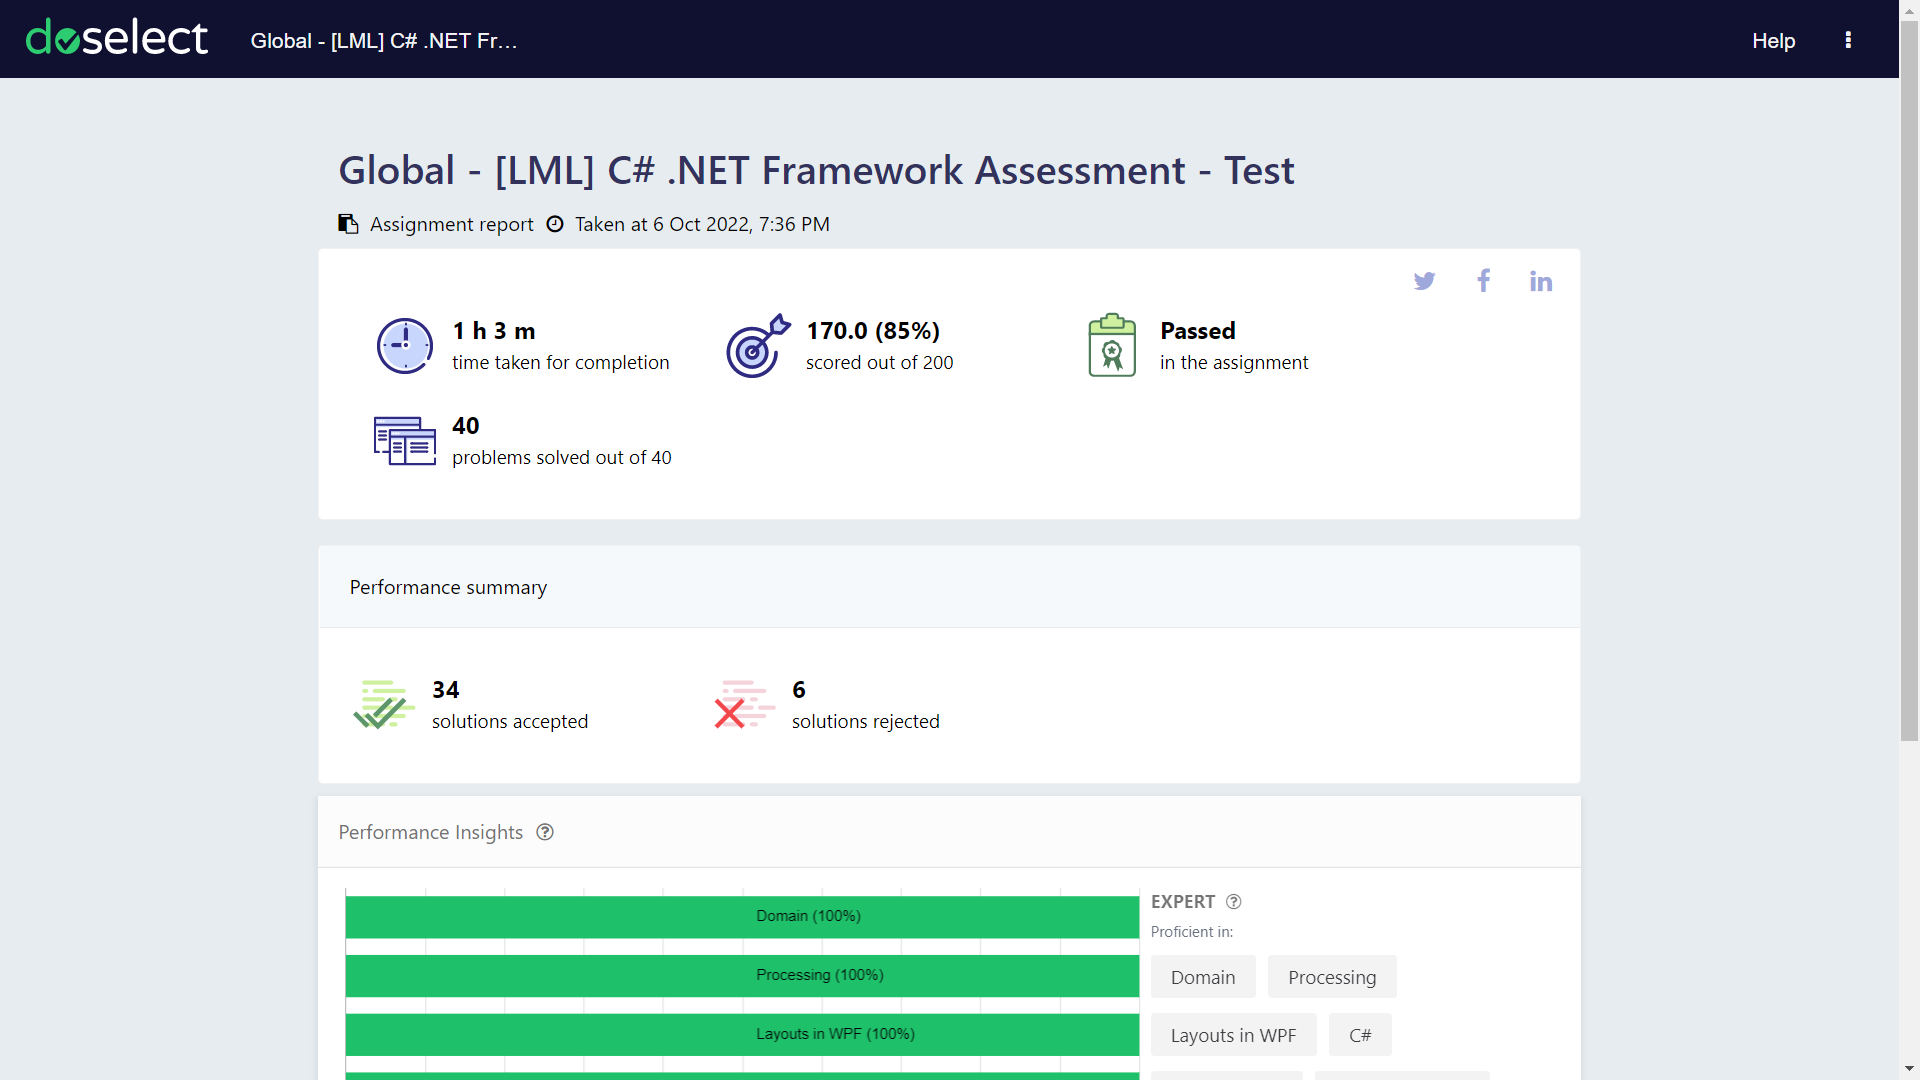 doselect
Global - [LML] C# .NET Fr...
Help
Global - [LML] C# .NET Framework Assessment - Test
Assignment report Taken at 6 Oct 2022, 7:36 PM
1 h 3 m
time taken for completion
170.0 (85%)
scored out of 200
Passed
in the assignment
40
problems solved out of 40
Performance summary
34
solutions accepted
6
solutions rejected
Performance Insights
Domain (100%)
Processing (100%)
Layouts in WPF (100%)
EXPERT
Proficient in:
Domain Processing
Layouts in WPF C#